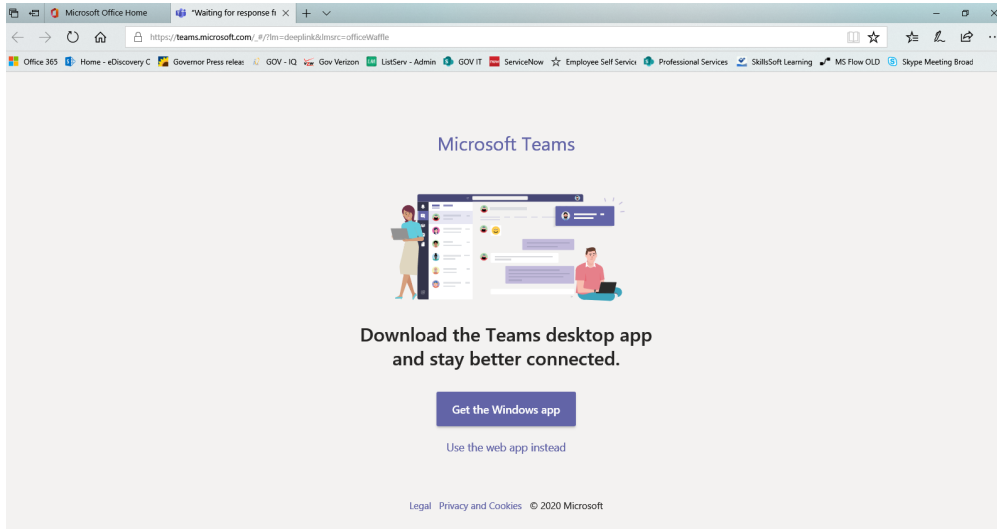 Microsoft Office Home
"Waiting for response fr
https://teams.microsoft.com/_#/?lm=deeplink&lmsrc=officeWaffle
Office 365 Home - eDiscovery C Governor Press releas GOV - IQ Gov Verizon ListServ - Admin GOV IT ServiceNow Employee Self Service Professional Services SkillsSoft Learning MS Flow OLD Skype Meeting Broad
Microsoft Teams
Download the Teams desktop app
and stay better connected.
Get the Windows app
Use the web app instead
Legal Privacy and Cookies © 2020 Microsoft